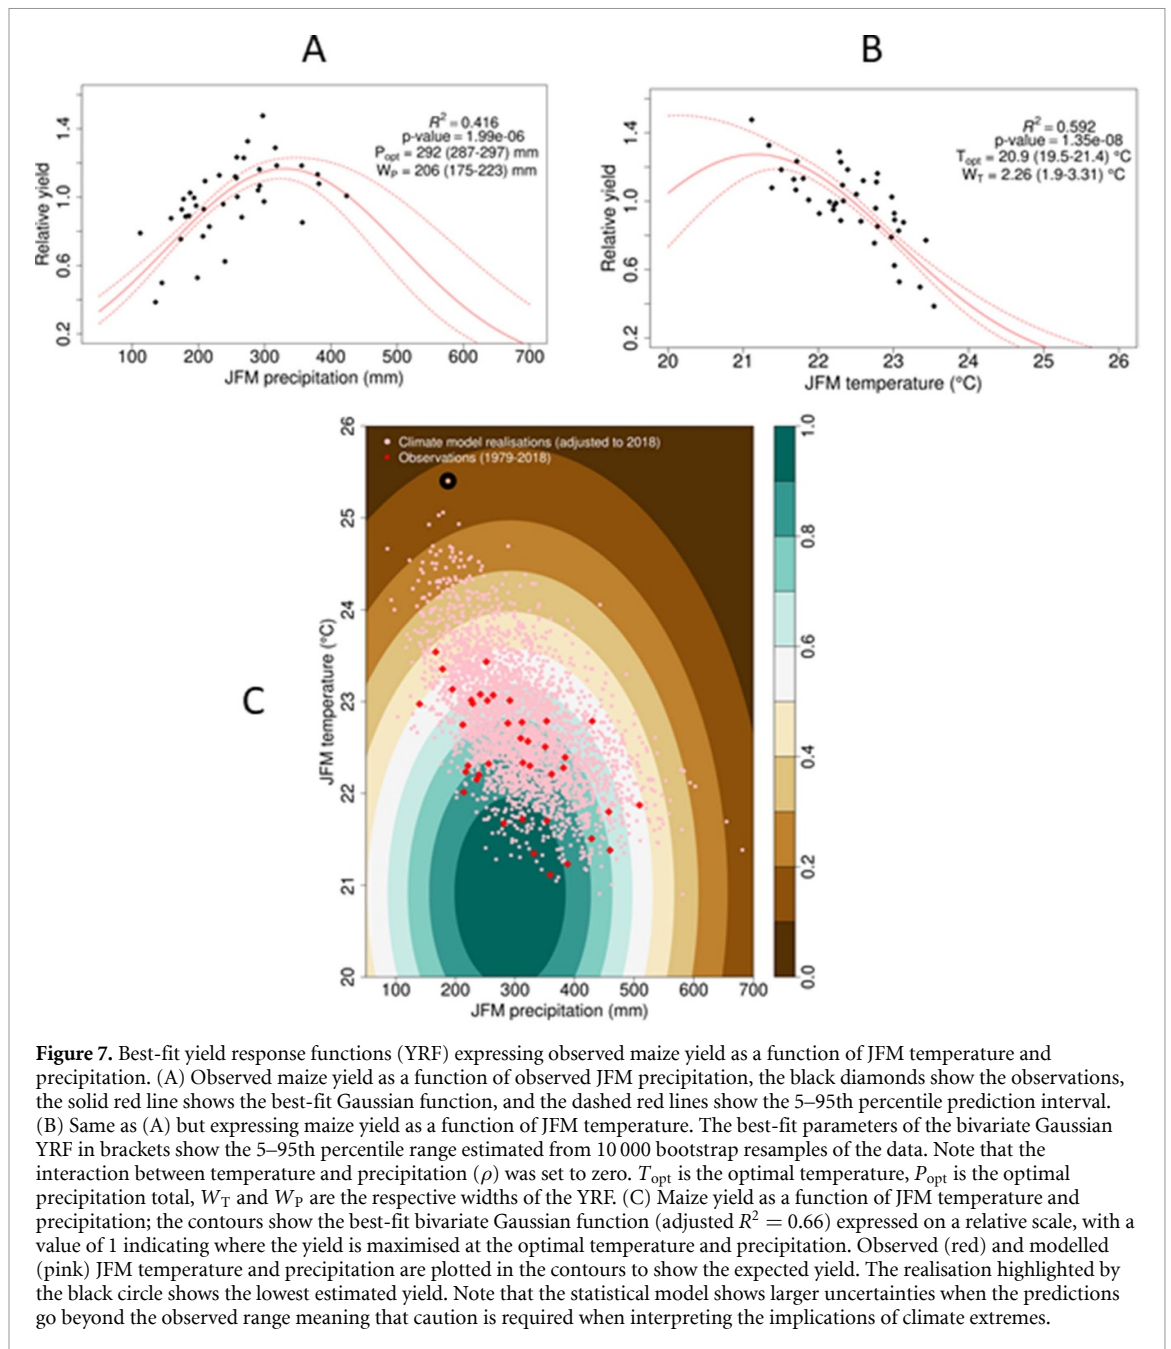 A
B
R² = 0.416
p-value = 1.99e-06
Popt = 292 (287-297) mm
WP = 206 (175-223) mm
Relative yield
0.2 0.6 1.0 1.4
100 200 300 400 500 600 700
JFM precipitation (mm)
R² = 0.592
p-value = 1.35e-08
Topt = 20.9 (19.5-21.4) °C
WT = 2.26 (1.9-3.31) °C
Relative yield
0.2 0.6 1.0 1.4
20 21 22 23 24 25 26
JFM temperature (°C)
C
Climate model realisations (adjusted to 2018)
Observations (1979-2018)
JFM temperature (°C)
20 21 22 23 24 25 26
100 200 300 400 500 600 700
JFM precipitation (mm)
0.0 0.2 0.4 0.6 0.8 1.0
Figure 7. Best-fit yield response functions (YRF) expressing observed maize yield as a function of JFM temperature and
precipitation. (A) Observed maize yield as a function of observed JFM precipitation, the black diamonds show the observations,
the solid red line shows the best-fit Gaussian function, and the dashed red lines show the 5–95th percentile prediction interval.
(B) Same as (A) but expressing maize yield as a function of JFM temperature. The best-fit parameters of the bivariate Gaussian
YRF in brackets show the 5–95th percentile range estimated from 10 000 bootstrap resamples of the data. Note that the
interaction between temperature and precipitation (ρ) was set to zero. Topt is the optimal temperature, Popt is the optimal
precipitation total, WT and WP are the respective widths of the YRF. (C) Maize yield as a function of JFM temperature and
precipitation; the contours show the best-fit bivariate Gaussian function (adjusted R² = 0.66) expressed on a relative scale, with a
value of 1 indicating where the yield is maximised at the optimal temperature and precipitation. Observed (red) and modelled
(pink) JFM temperature and precipitation are plotted in the contours to show the expected yield. The realisation highlighted by
the black circle shows the lowest estimated yield. Note that the statistical model shows larger uncertainties when the predictions
go beyond the observed range meaning that caution is required when interpreting the implications of climate extremes.